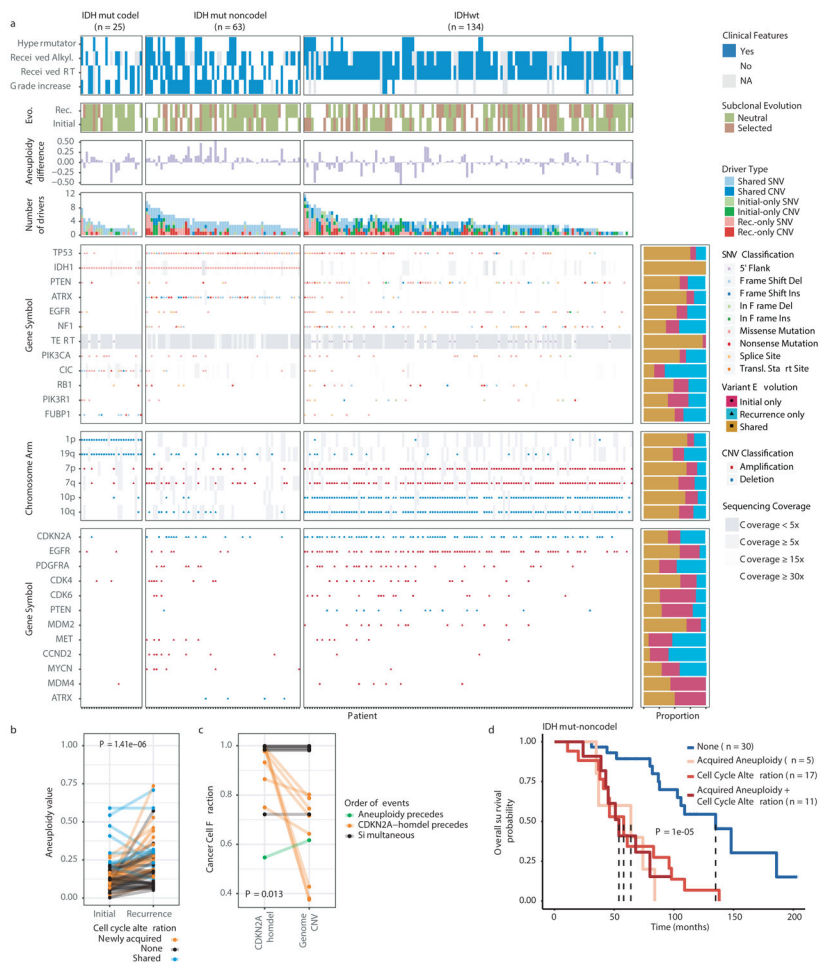 a
IDH mut codel
(n = 25)
IDH mut noncodel
(n = 63)
IDHwt
(n = 134)
Hype rmutator
Recei ved Alkyl.
Recei ved R T
G rade increase
Evo.
Rec.
Initial
Aneuploidy
difference
0.50
0.25
0.00
−0.25
−0.50
Number
of drivers
12
8
4
0
Gene Symbol
TP53
IDH1
PTEN
ATRX
EGFR
NF1
TE R T
PIK3CA
CIC
RB1
PIK3R1
FUBP1
Chromosome Arm
1p
19q
7p
7q
10p
10q
Gene Symbol
CDKN2A
EGFR
PDGFRA
CDK4
CDK6
PTEN
MDM2
MET
CCND2
MYCN
MDM4
ATRX
Patient
Proportion
Clinical Features
Yes
No
NA
Subclonal Evolution
Neutral
Selected
Driver Type
Shared SNV
Shared CNV
Initial-only SNV
Initial-only CNV
Rec.-only SNV
Rec.-only CNV
SNV Classification
5' Flank
F rame Shift Del
F rame Shift Ins
In F rame Del
In F rame Ins
Missense Mutation
Nonsense Mutation
Splice Site
Transl. Sta rt Site
Variant E volution
Initial only
Recurrence only
Shared
CNV Classification
Amplification
Deletion
Sequencing Coverage
C overage < 5x
C overage ≥ 5x
C overage ≥ 15x
C overage ≥ 30x
b
P = 1.41e−06
Aneuploidy value
1.00
0.75
0.50
0.25
0.00
Initial
Recurrence
Cell cycle alte ration
Newly acquired
None
Shared
c
Cancer Cell F raction
1.0
0.8
0.6
0.4
P = 0.013
CDKN2A
homdel
Genome
CNV
Order of events
Aneuploidy precedes
CDKN2A−homdel precedes
Si multaneous
d
IDH mut-noncodel
Overall su rvival
probability
1.00
0.75
0.50
0.25
0.00
0
50
100
150
200
Time (months)
P = 1e-05
None ( n = 30)
Acquired Aneuploidy ( n = 5)
Cell Cycle Alte ration (n = 17)
Acquired Aneuploidy +
Cell Cycle Alte ration (n = 11)